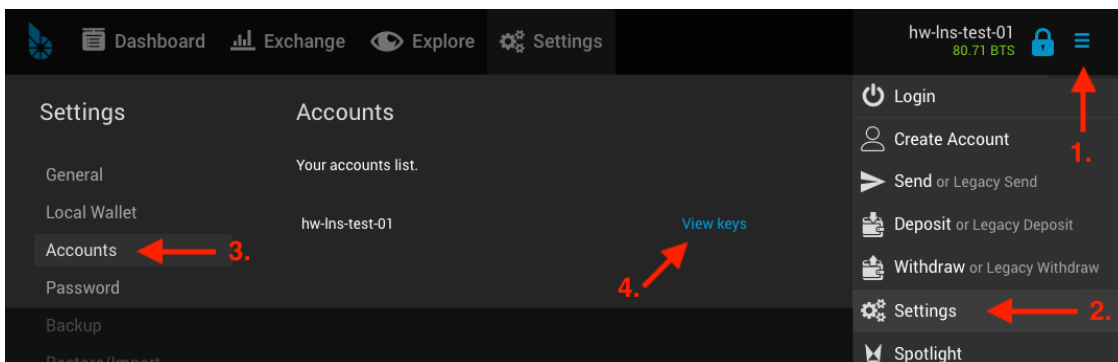 Dashboard Exchange Explore Settings
hw-lns-test-01
80.71 BTS
Settings
General
Local Wallet
Accounts
Password
Backup
Restore/Import
Accounts
Your accounts list.
hw-lns-test-01 View keys
Login
Create Account
Send or Legacy Send
Deposit or Legacy Deposit
Withdraw or Legacy Withdraw
Settings
Spotlight
1.
2.
3.
4.